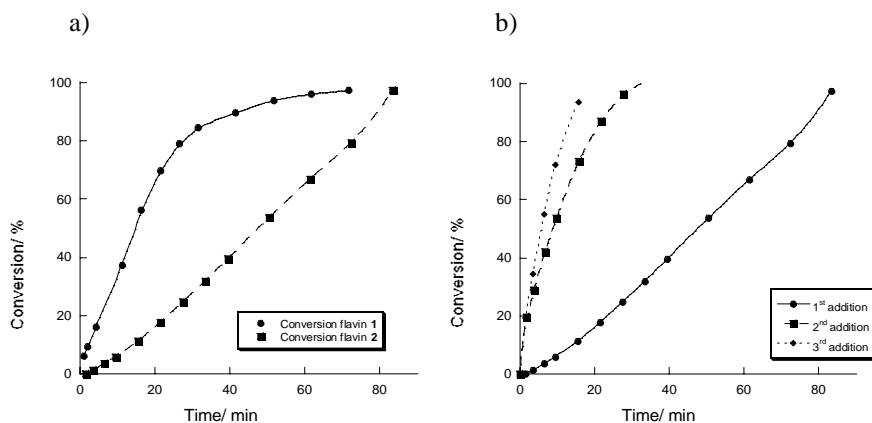 a)
b)
Conversion/ %
100
80
60
40
20
0
0 20 40 60 80
Time/ min
Conversion flavin 1
Conversion flavin 2
Conversion/ %
100
80
60
40
20
0
0 20 40 60 80
Time/ min
1st addition
2nd addition
3rd addition